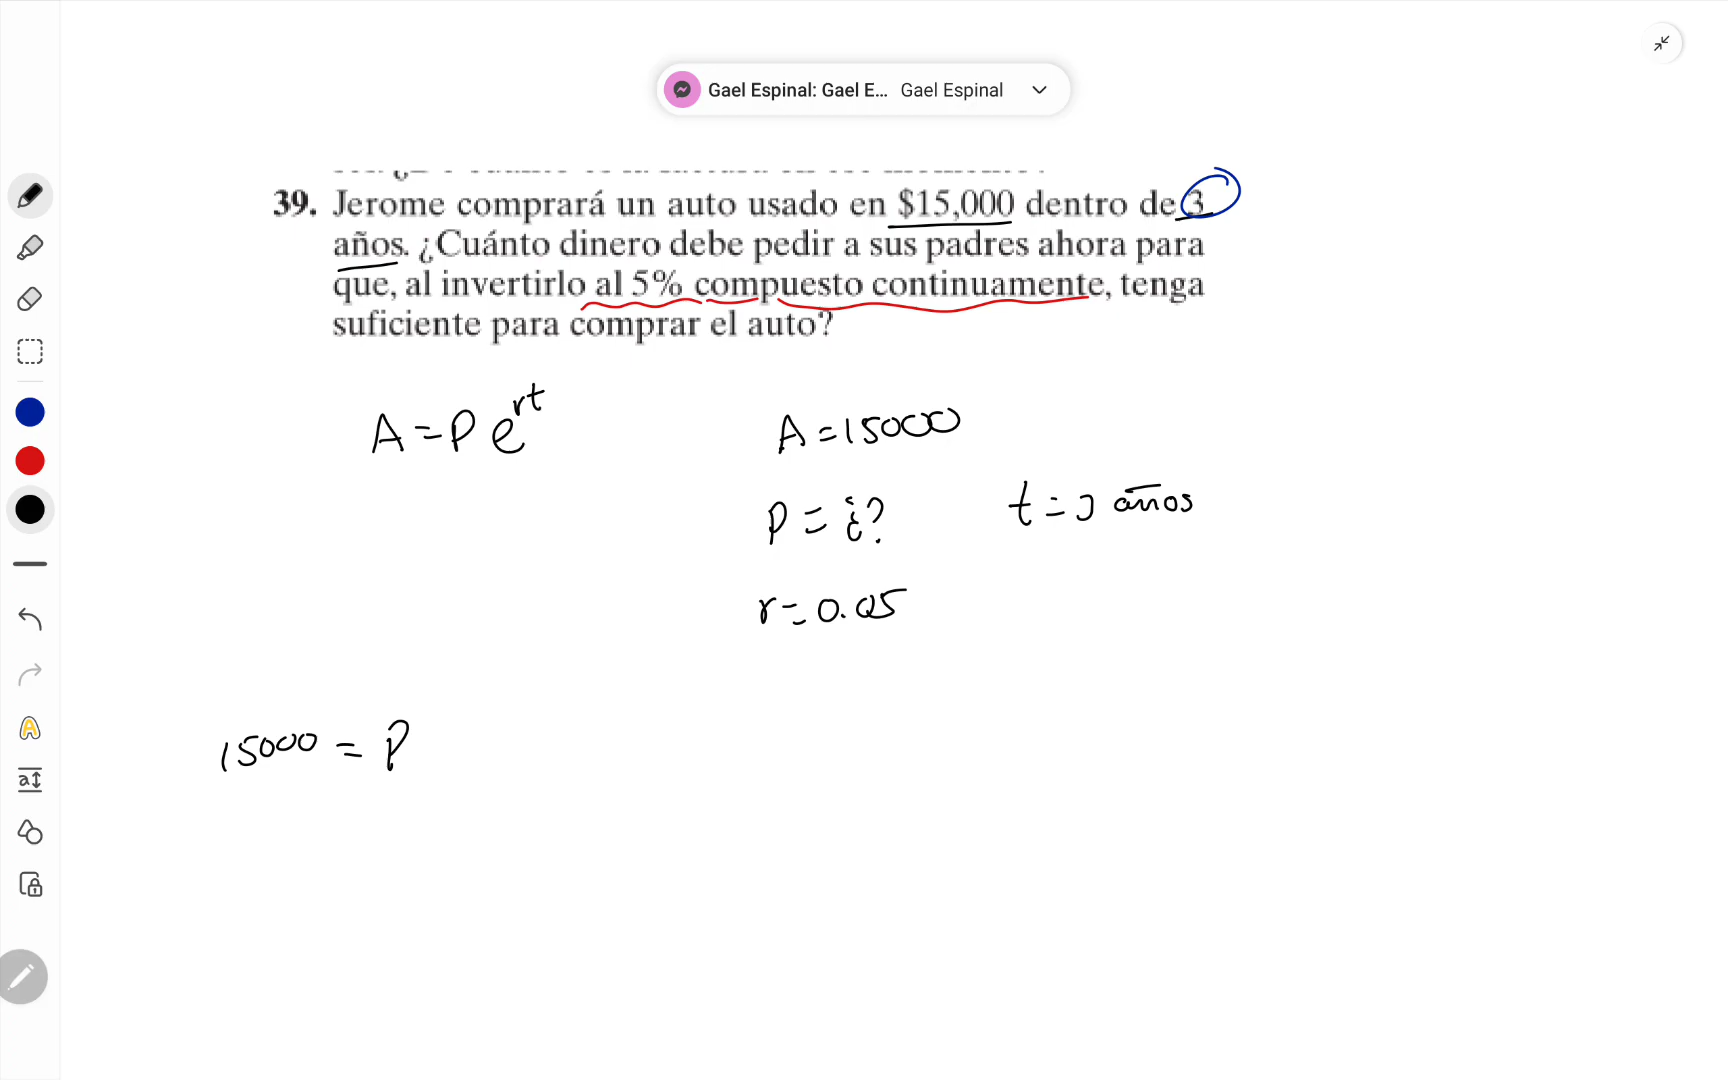 Gael Espinal: Gael E... Gael Espinal
39. Jerome comprará un auto usado en $15,000 dentro de 3
años. ¿Cuánto dinero debe pedir a sus padres ahora para
que, al invertirlo al 5% compuesto continuamente, tenga
suficiente para comprar el auto?
A = P e^rt
A = 15000
P = ¿?
t = 3 años
r = 0.05
15000 = P
A
a